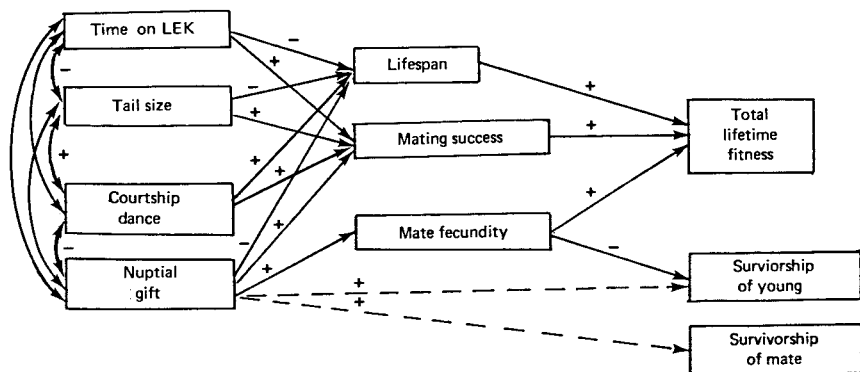 Time on LEK
Tail size
Courtship
dance
Nuptial
gift
Lifespan
Mating success
Mate fecundity
Total
lifetime
fitness
Surviorship
of young
Survivorship
of mate
−
+
−
+
−
+
+
+
−
+
−
+
+
+
+
+
−
+
+